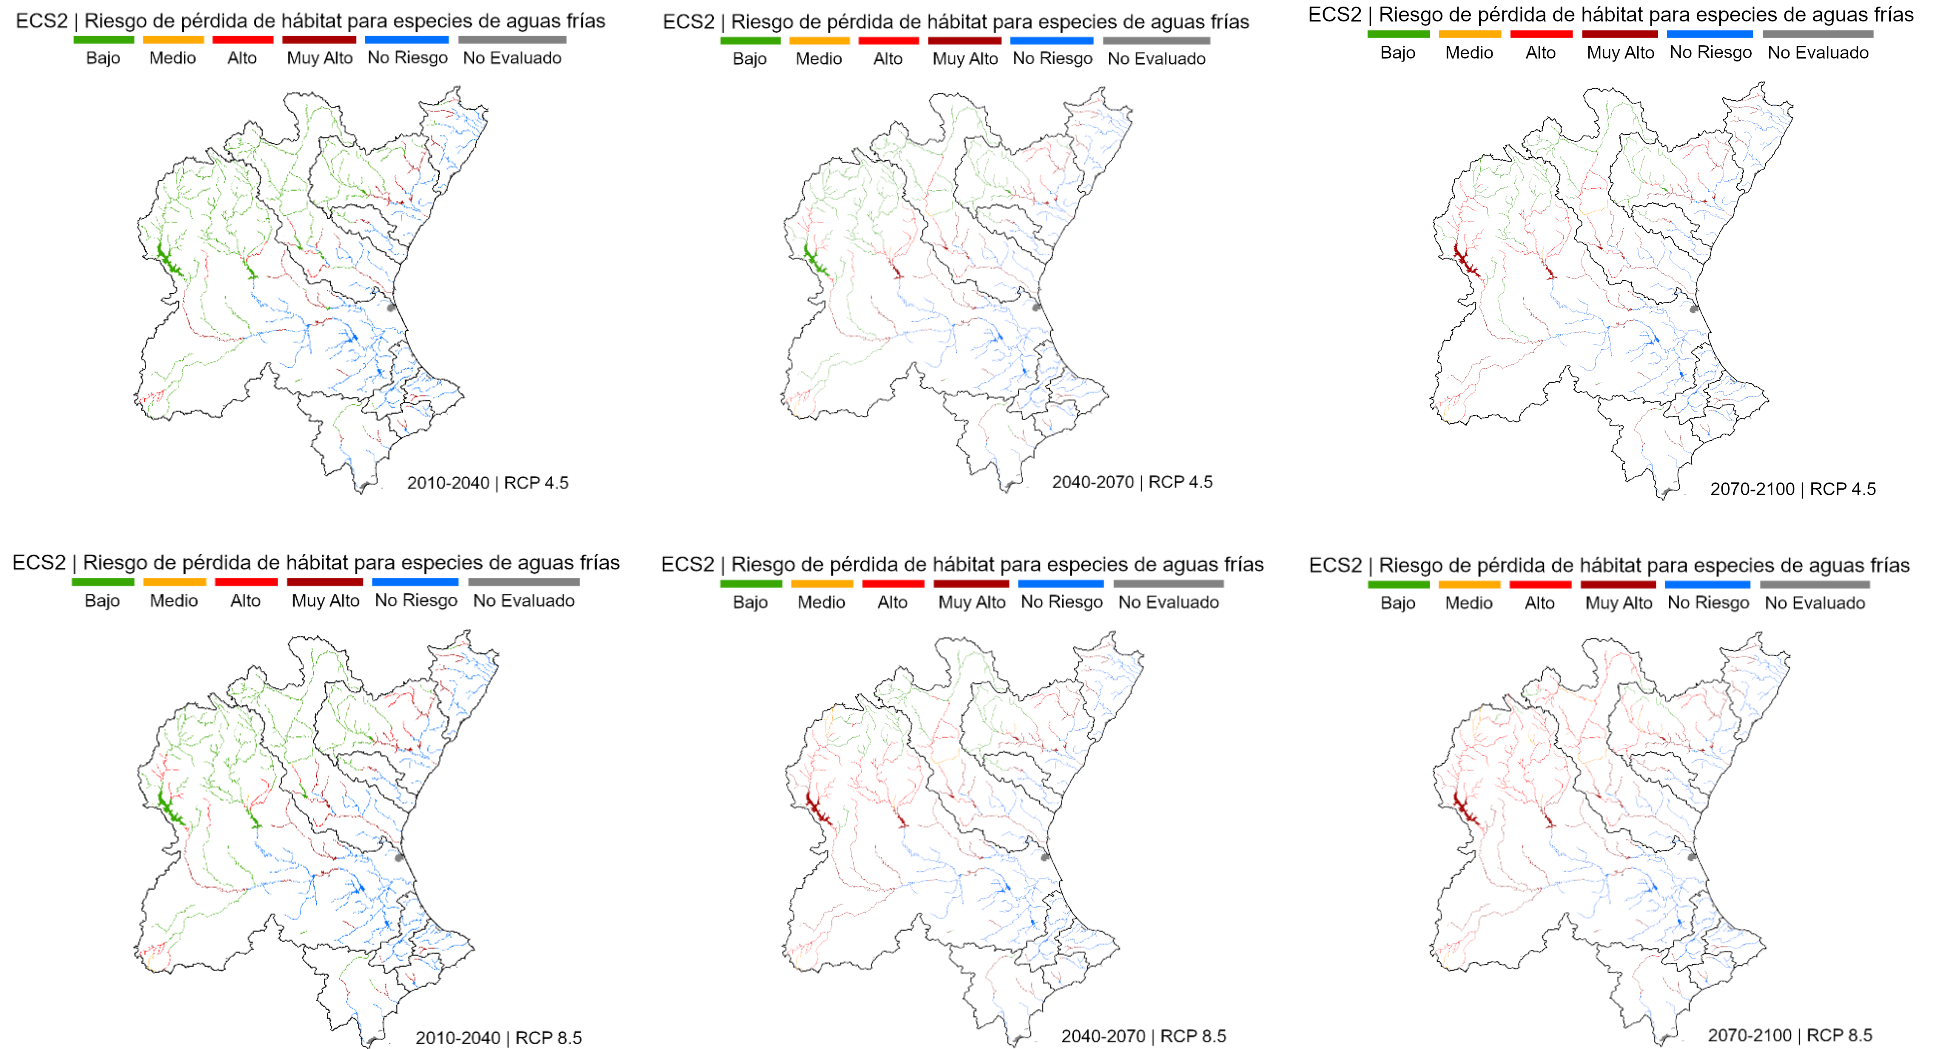 ECS2 | Riesgo de pérdida de hábitat para especies de aguas frías
Bajo Medio Alto Muy Alto No Riesgo No Evaluado
2010-2040 | RCP 4.5
ECS2 | Riesgo de pérdida de hábitat para especies de aguas frías
Bajo Medio Alto Muy Alto No Riesgo No Evaluado
2040-2070 | RCP 4.5
ECS2 | Riesgo de pérdida de hábitat para especies de aguas frías
Bajo Medio Alto Muy Alto No Riesgo No Evaluado
2070-2100 | RCP 4.5
ECS2 | Riesgo de pérdida de hábitat para especies de aguas frías
Bajo Medio Alto Muy Alto No Riesgo No Evaluado
2010-2040 | RCP 8.5
ECS2 | Riesgo de pérdida de hábitat para especies de aguas frías
Bajo Medio Alto Muy Alto No Riesgo No Evaluado
2040-2070 | RCP 8.5
ECS2 | Riesgo de pérdida de hábitat para especies de aguas frías
Bajo Medio Alto Muy Alto No Riesgo No Evaluado
2070-2100 | RCP 8.5